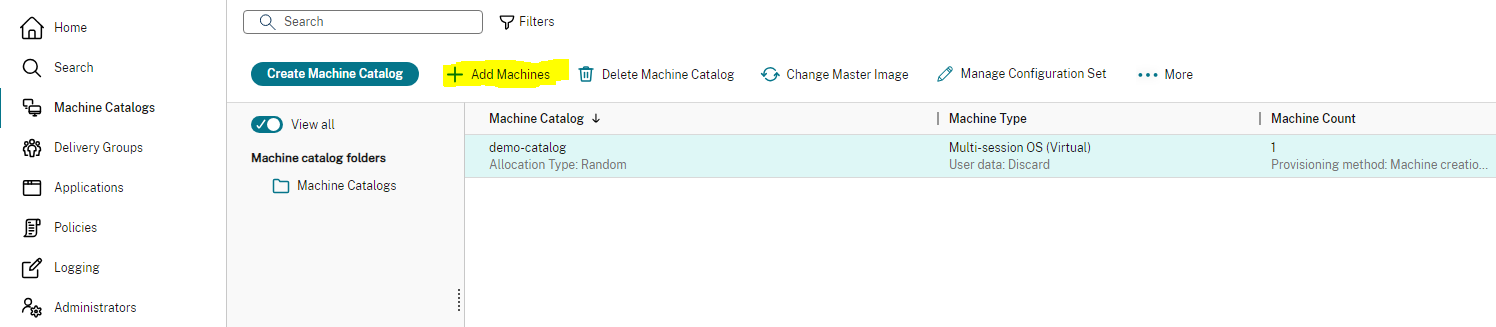 Home
Search
Machine Catalogs
Delivery Groups
Applications
Policies
Logging
Administrators
Search
Filters
Create Machine Catalog
Add Machines
Delete Machine Catalog
Change Master Image
Manage Configuration Set
More
View all
Machine catalog folders
Machine Catalogs
Machine Catalog
Machine Type
Machine Count
demo-catalog
Multi-session OS (Virtual)
1
Allocation Type: Random
User data: Discard
Provisioning method: Machine creatio...